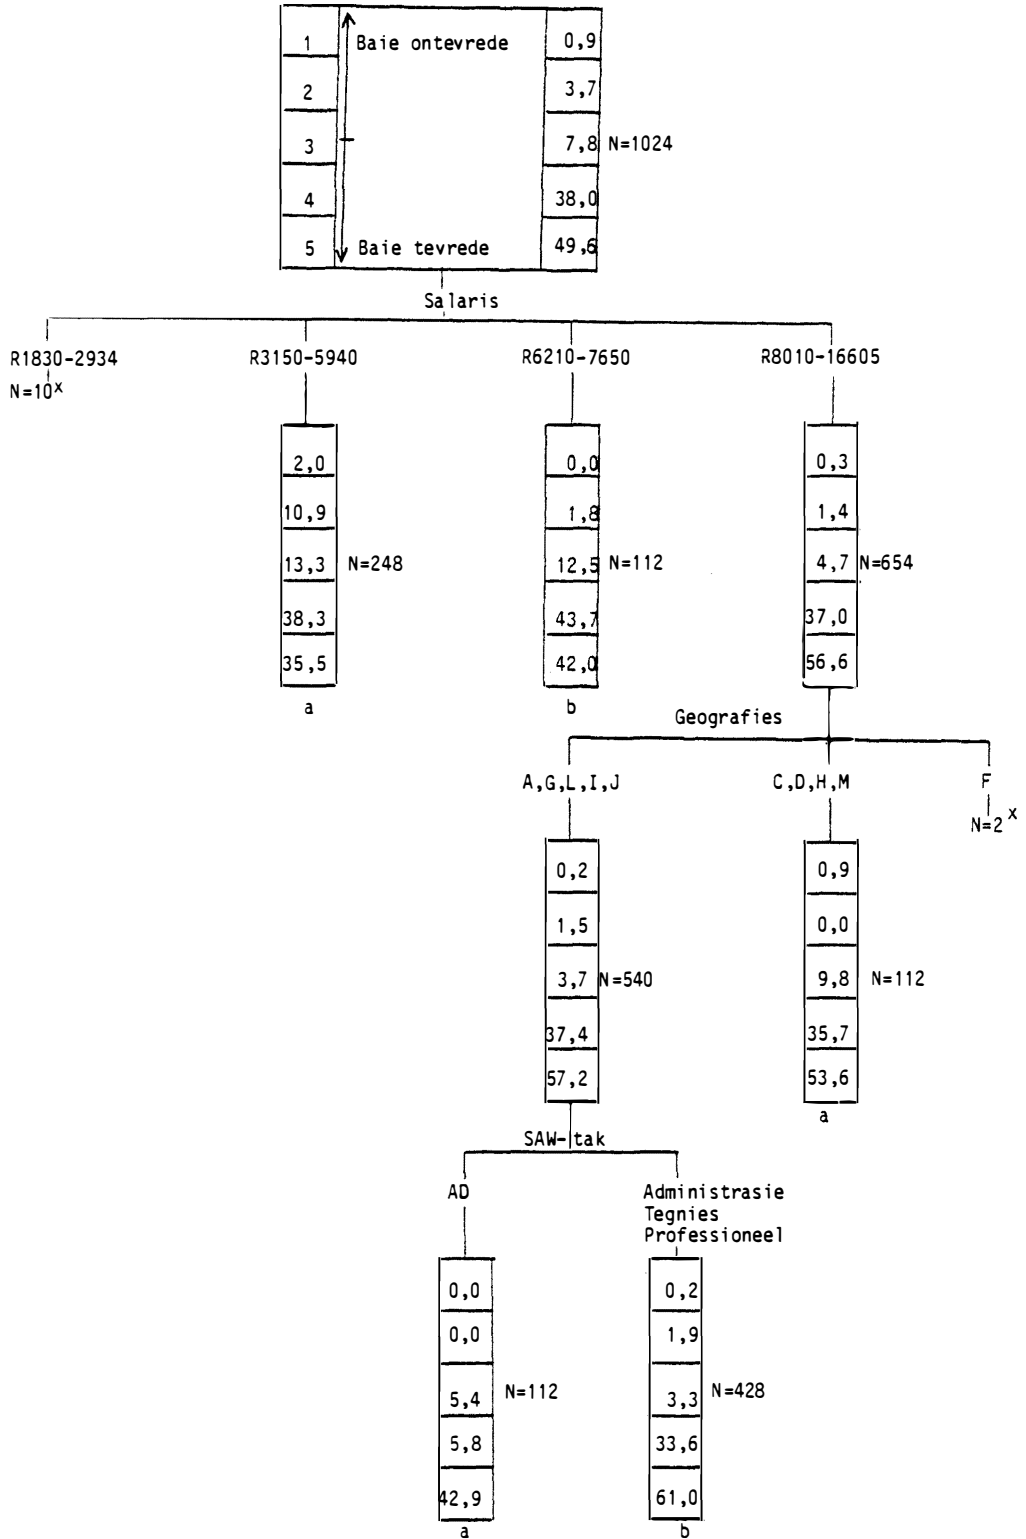 1 Baie ontevrede 0,9
2 3,7
3 7,8 N=1024
4 38,0
5 Baie tevrede 49,6
Salaris
R1830-2934 R3150-5940 R6210-7650 R8010-16605
N=10x
2,0 0,0 0,3
10,9 1,8 1,4
13,3 N=248 12,5 N=112 4,7 N=654
38,3 43,7 37,0
35,5 42,0 56,6
a b
Geografies
A,G,L,I,J C,D,H,M F
N=2x
0,2 0,9
1,5 0,0
3,7 N=540 9,8 N=112
37,4 35,7
57,2 53,6
a
SAW-tak
AD Administrasie
Tegnies
Professioneel
0,0 0,2
0,0 1,9
5,4 N=112 3,3 N=428
5,8 33,6
42,9 61,0
a b